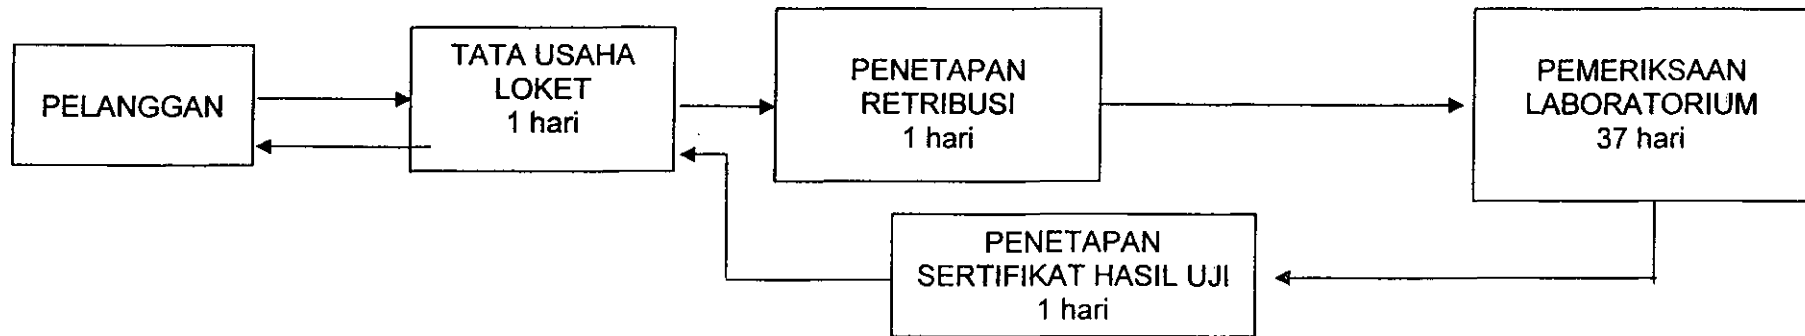 PELANGGAN
TATA USAHA
LOKET
1 hari
PENETAPAN
RETRIBUSI
1 hari
PEMERIKSAAN
LABORATORIUM
37 hari
PENETAPAN
SERTIFIKAT HASIL UJI
1 hari